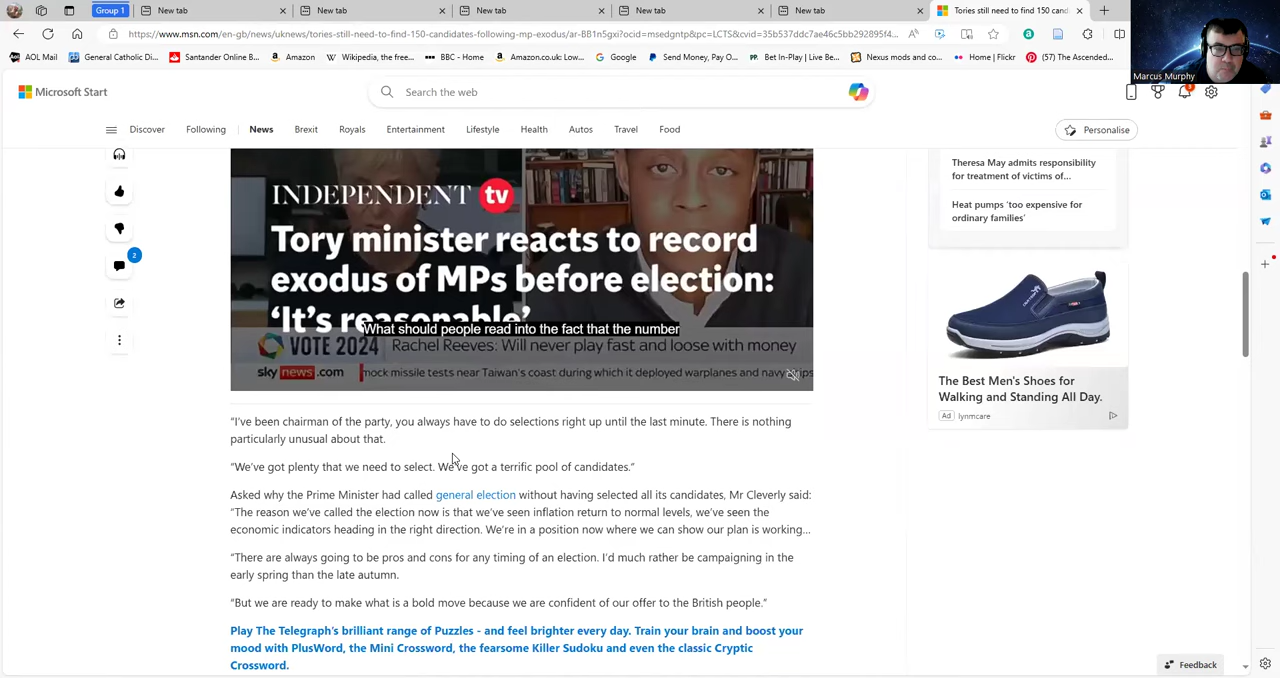 Group 1
New tab
New tab
New tab
New tab
New tab
Tories still need to find 150 cand
https://www.msn.com/en-gb/news/uknews/tories-still-need-to-find-150-candidates-following-mp-exodus/ar-BB1n5gxi?ocid=msedgntp&pc=LCTS&cvid=35b537ddc7ae46c5bb292895f4...
AOL Mail
General Catholic Di...
Santander Online B...
Amazon
Wikipedia, the free...
BBC - Home
Amazon.co.uk: Low...
Google
Send Money, Pay O...
Bet In-Play | Live Be...
Nexus mods and co...
Home | Flickr
(57) The Ascended...
Marcus Murphy
Microsoft Start
Search the web
Discover
Following
News
Brexit
Royals
Entertainment
Lifestyle
Health
Autos
Travel
Food
Personalise
2
INDEPENDENT tv
Tory minister reacts to record
exodus of MPs before election:
'It's reasonable'
What should people read into the fact that the number
VOTE 2024 Rachel Reeves: Will never play fast and loose with money
sky news.com mock missile tests near Taiwan's coast during which it deployed warplanes and navy
Theresa May admits responsibility
for treatment of victims of...
Heat pumps 'too expensive for
ordinary families'
The Best Men's Shoes for
Walking and Standing All Day.
Ad lynmcare
"I've been chairman of the party, you always have to do selections right up until the last minute. There is nothing
particularly unusual about that.
"We've got plenty that we need to select. We've got a terrific pool of candidates."
Asked why the Prime Minister had called general election without having selected all its candidates, Mr Cleverly said:
"The reason we've called the election now is that we've seen inflation return to normal levels, we've seen the
economic indicators heading in the right direction. We're in a position now where we can show our plan is working...
"There are always going to be pros and cons for any timing of an election. I'd much rather be campaigning in the
early spring than the late autumn.
"But we are ready to make what is a bold move because we are confident of our offer to the British people."
Play The Telegraph's brilliant range of Puzzles - and feel brighter every day. Train your brain and boost your
mood with PlusWord, the Mini Crossword, the fearsome Killer Sudoku and even the classic Cryptic
Crossword.
Feedback